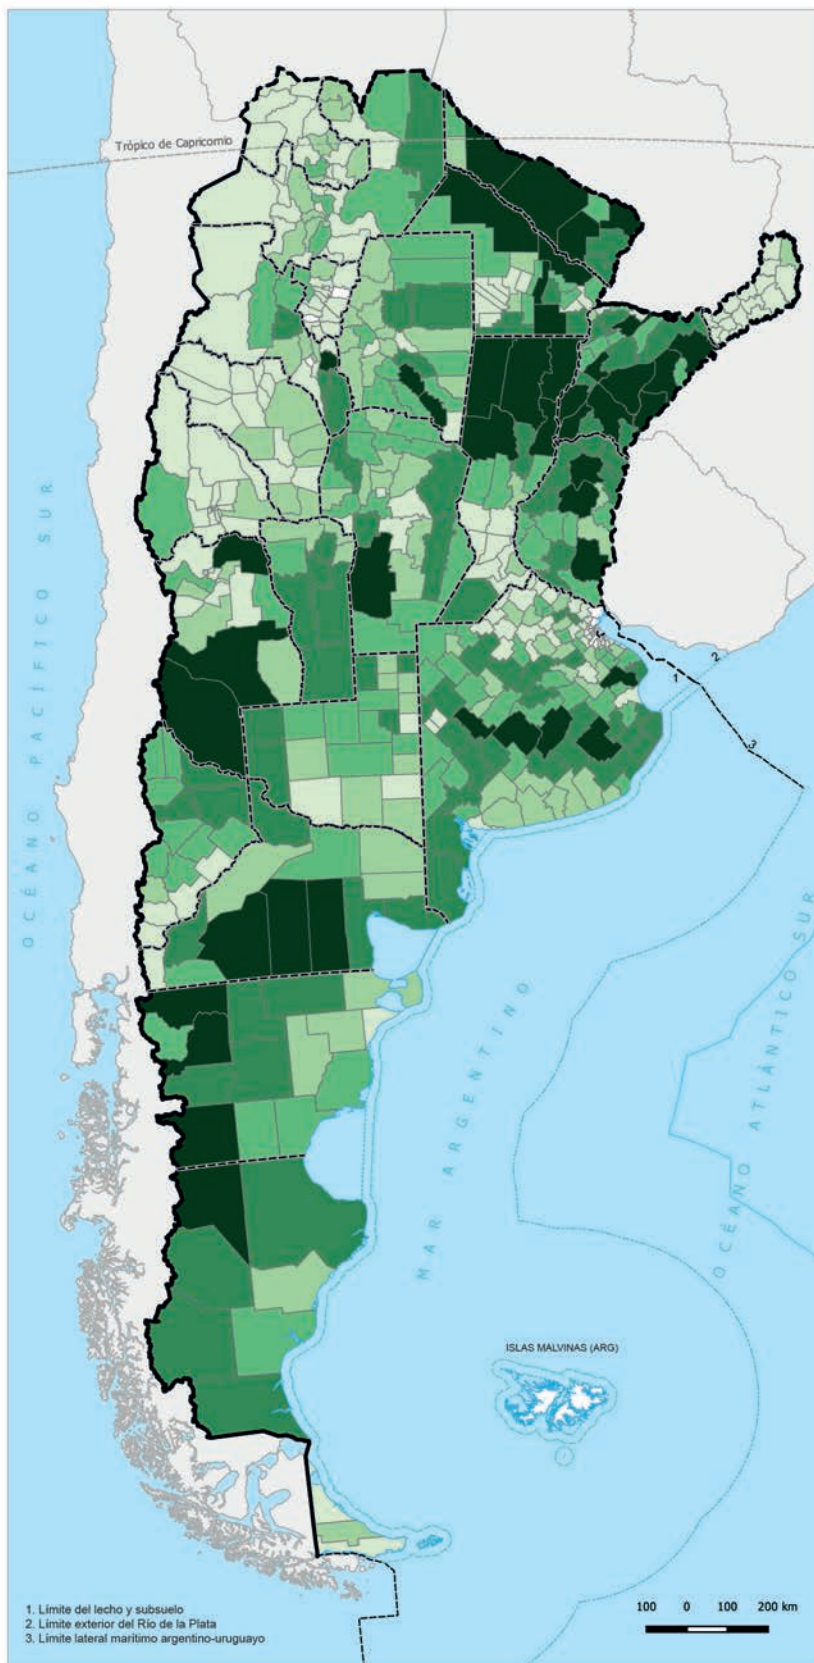 Trópico de Capricornio
OCÉANO PACÍFICO SUR
2
1
3
MAR ARGENTINO
OCÉANO ATLÁNTICO SUR
ISLAS MALVINAS (ARG)
1. Límite del lecho y subsuelo
2. Límite exterior del Río de la Plata
3. Límite lateral marítimo argentino-uruguayo
100 0 100 200 km